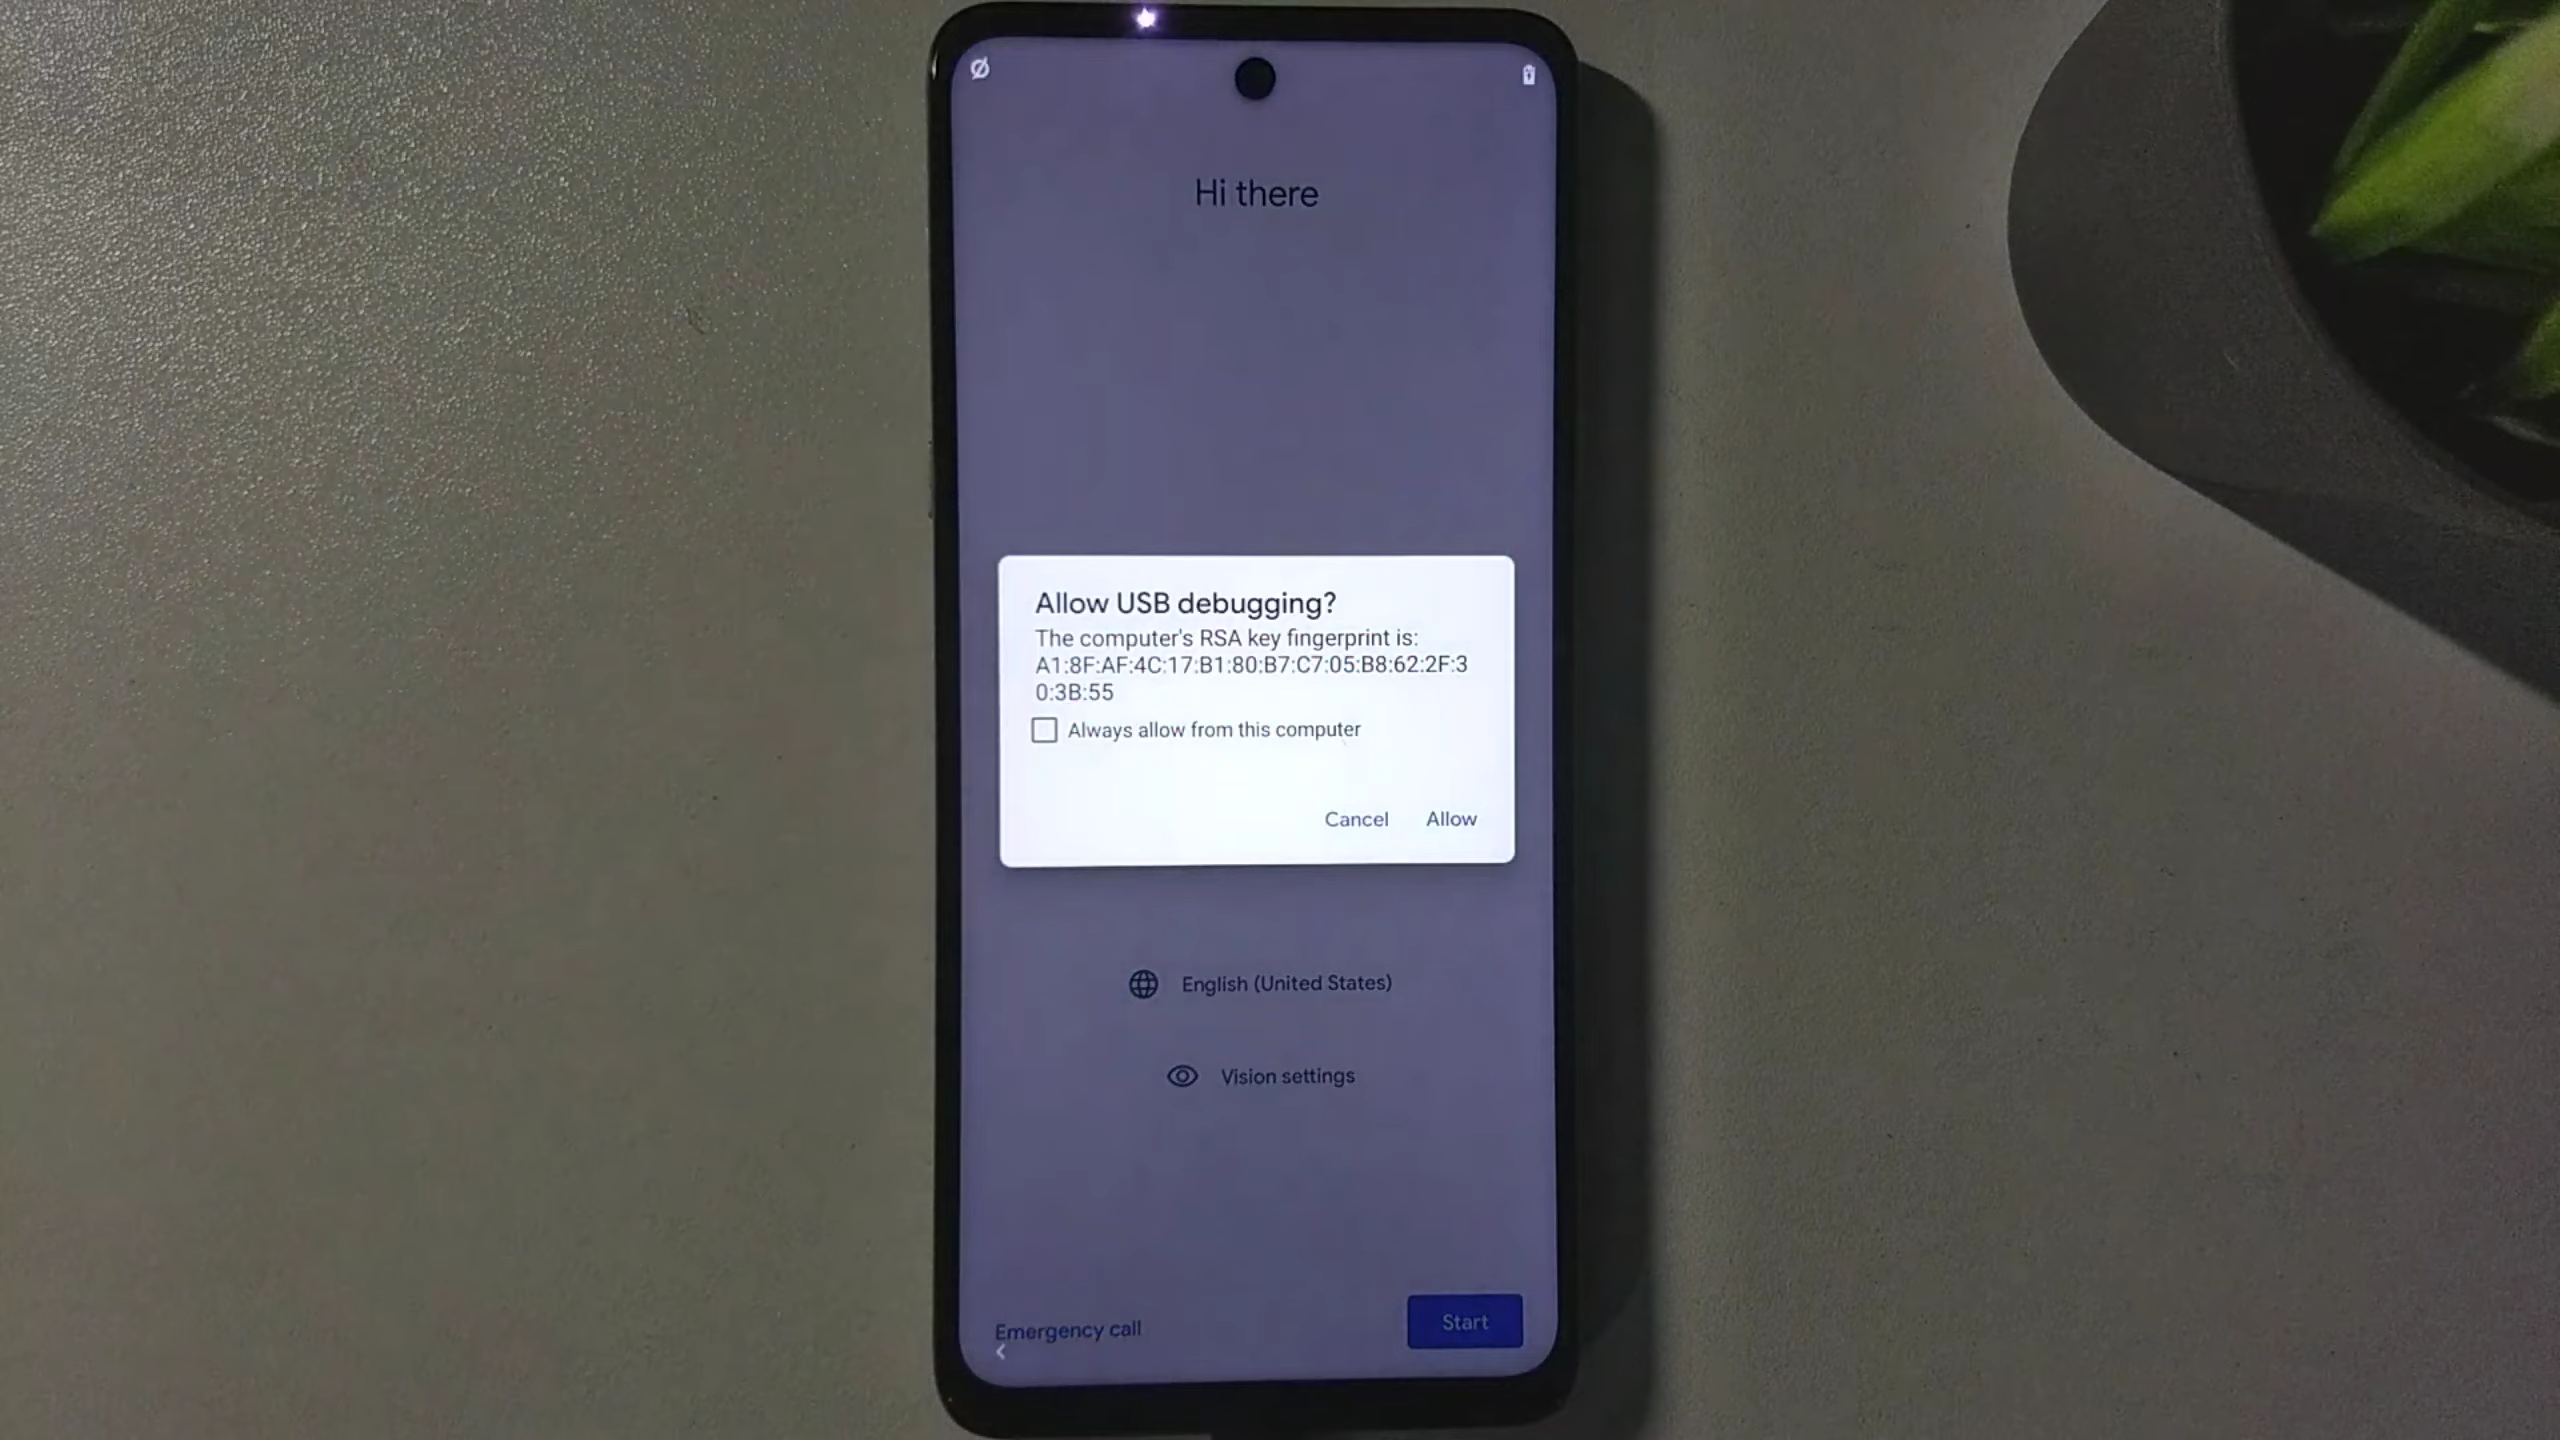 Hi there
Allow USB debugging?
The computer's RSA key fingerprint is:
A1:8F:AF:4C:17:B1:80:B7:C7:05:B8:62:2F:3
0:3B:55
Always allow from this computer
Cancel Allow
English (United States)
Vision settings
Emergency call
Start